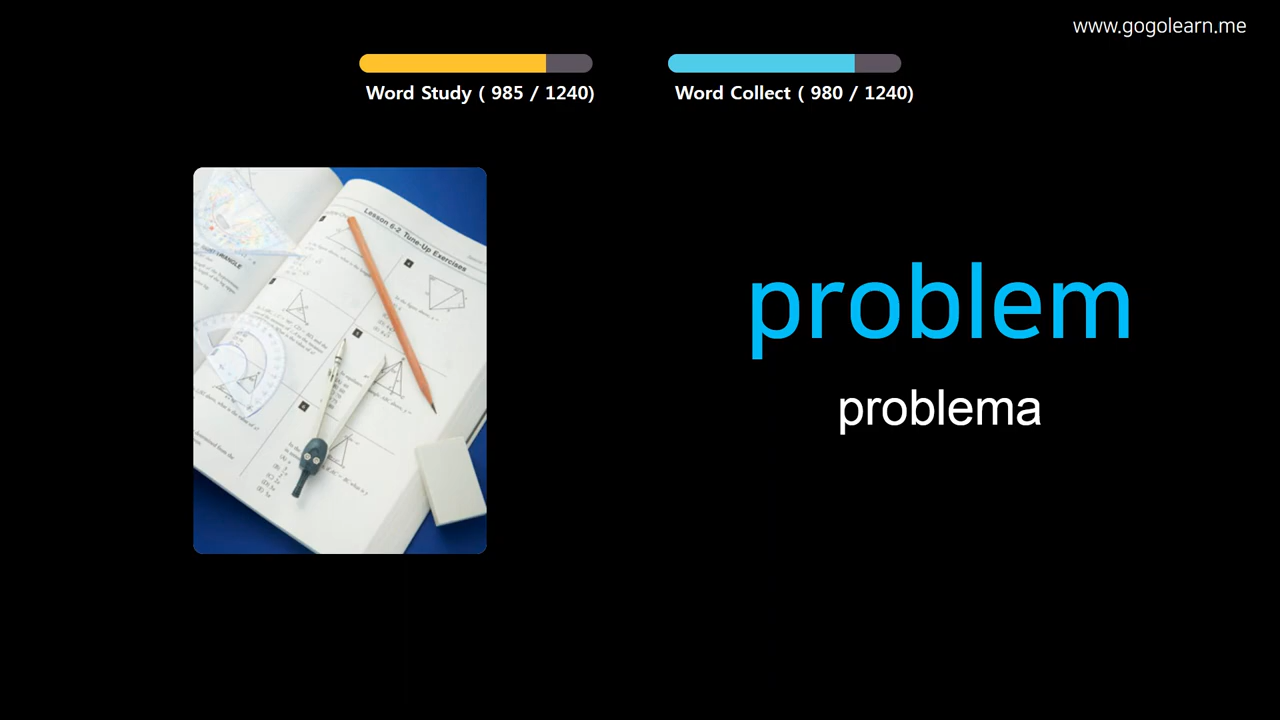 www.gogolearn.me
Word Study ( 985 / 1240)
Word Collect ( 980 / 1240)
Lesson 6-2 Tune-Up Exercises
problem
problema